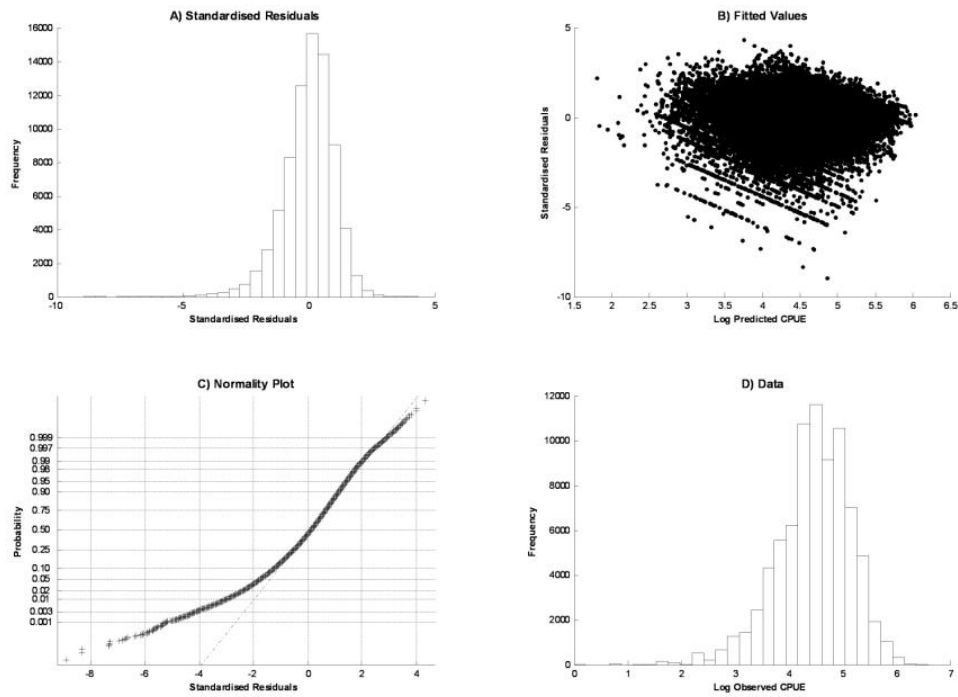 A) Standardised Residuals
16000
14000
12000
10000
8000
6000
4000
2000
0
Frequency
-10 -5 0 5
Standardised Residuals
B) Fitted Values
5
0
-5
-10
Standardised Residuals
1.5 2 2.5 3 3.5 4 4.5 5 5.5 6 6.5
Log Predicted CPUE
C) Normality Plot
0.999
0.997
0.99
0.98
0.95
0.90
0.75
0.50
0.25
0.10
0.05
0.02
0.01
0.003
0.001
Probability
-8 -6 -4 -2 0 2 4
Standardised Residuals
D) Data
12000
10000
8000
6000
4000
2000
0
Frequency
0 1 2 3 4 5 6 7
Log Observed CPUE